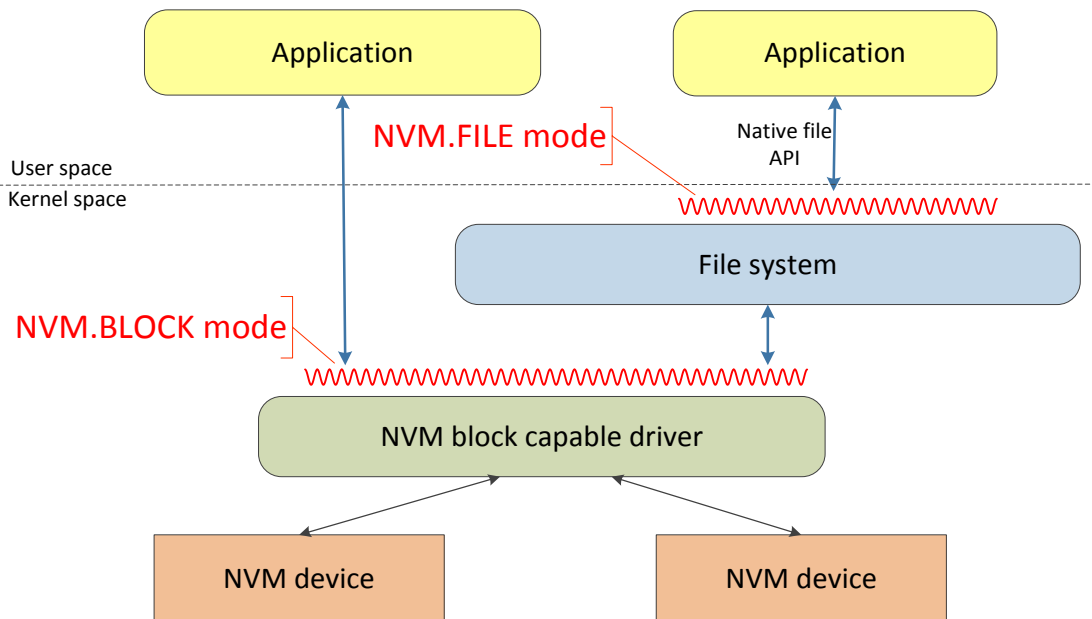 Application
Application
NVM.FILE mode
Native file
API
User space
Kernel space
File system
NVM.BLOCK mode
NVM block capable driver
NVM device
NVM device